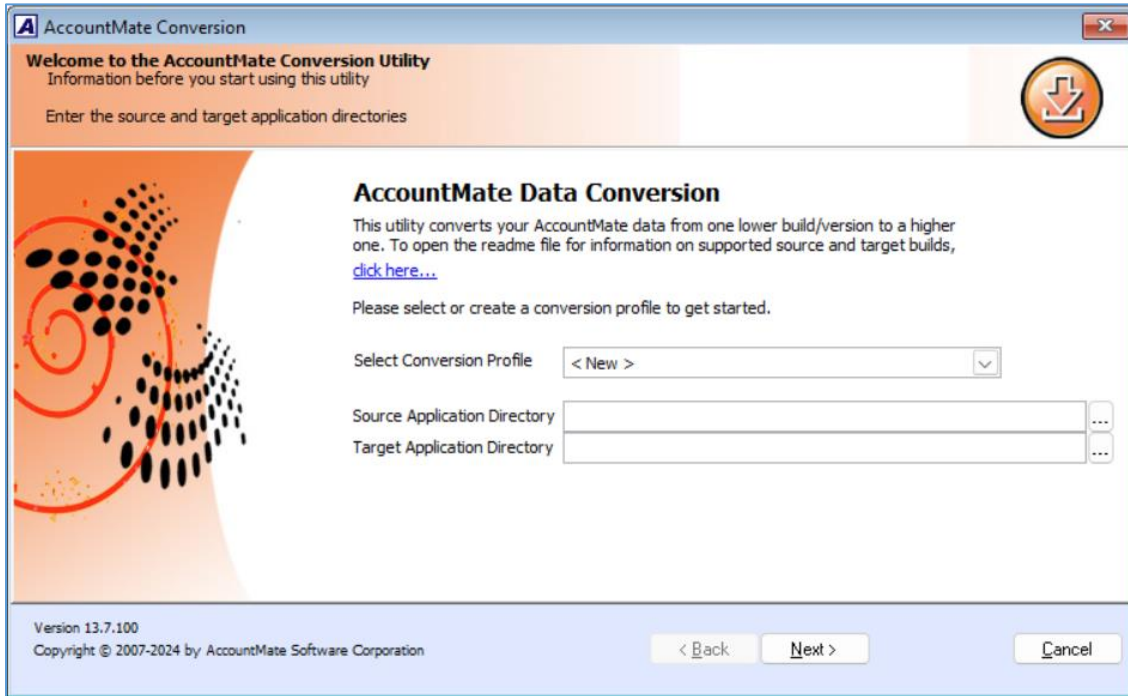 A AccountMate Conversion
Welcome to the AccountMate Conversion Utility
Information before you start using this utility
Enter the source and target application directories
AccountMate Data Conversion
This utility converts your AccountMate data from one lower build/version to a higher
one. To open the readme file for information on supported source and target builds,
click here...
Please select or create a conversion profile to get started.
Select Conversion Profile < New >
Source Application Directory ...
Target Application Directory ...
Version 13.7.100
Copyright © 2007-2024 by AccountMate Software Corporation
< Back Next > Cancel